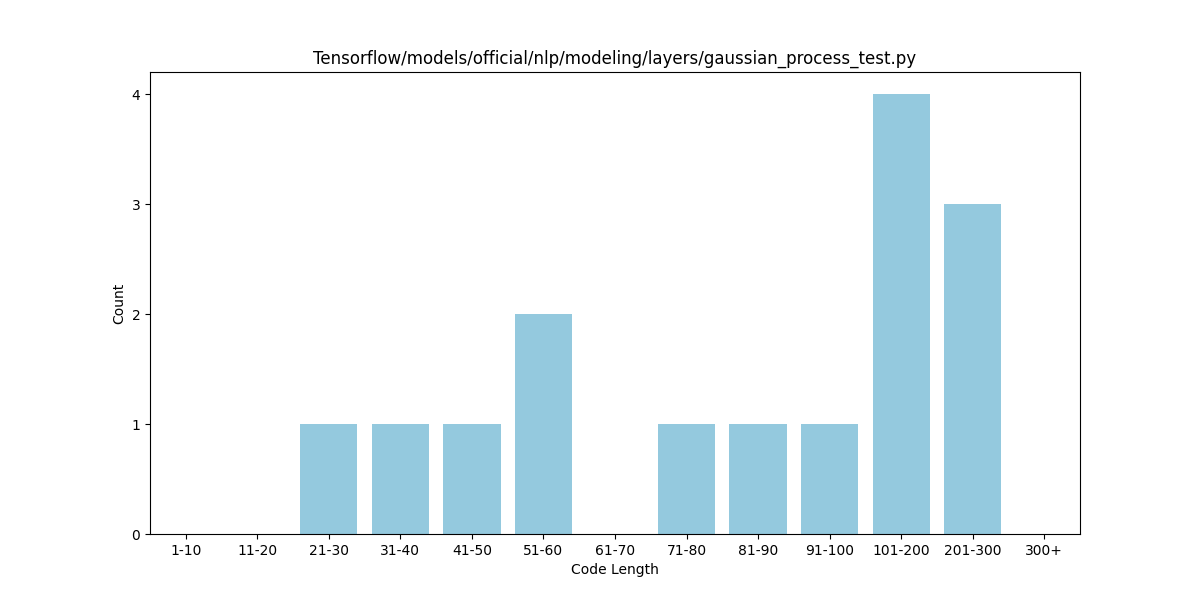 Tensorflow/models/official/nlp/modeling/layers/gaussian_process_test.py
4
3
2
1
0
Count
1-10 11-20 21-30 31-40 41-50 51-60 61-70 71-80 81-90 91-100 101-200 201-300 300+
Code Length